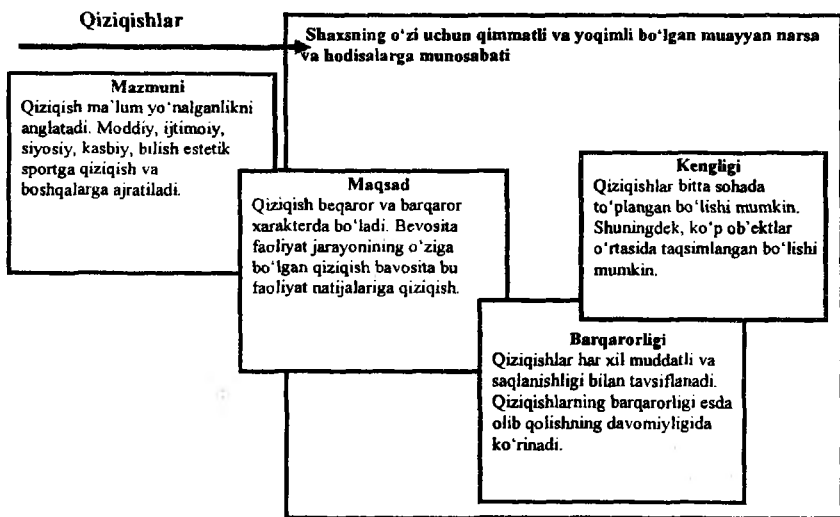 Qiziqishlar
Shaxsning o‘zi uchun qimmatli va yoqimli bo‘lgan muayyan narsa
va hodisalarga munosabati
Mazmuni
Qiziqish ma`lum yo‘nalganlikni
anglatadi. Moddiy, ijtimoiy,
siyosiy, kasbiy, bilish estetik
sportga qiziqish va
boshqalarga ajratiladi.
Maqsad
Qiziqish beqaror va barqaror
xarakterda bo‘ladi. Bevosita
faoliyat jarayonining o‘ziga
bo‘lgan qiziqish bavosita bu
faoliyat natijalariga qiziqish.
Kengligi
Qiziqishlar bitta sohada
to‘plangan bo‘lishi mumkin.
Shuningdek, ko‘p ob`ektlar
o‘rtasida taqsimlangan bo‘lishi
mumkin.
Barqarorligi
Qiziqishlar har xil muddatli va
saqlanishligi bilan tavsiflanadi.
Qiziqishlarning barqarorligi esda
olib qolishning davomiyligida
ko‘rinadi.